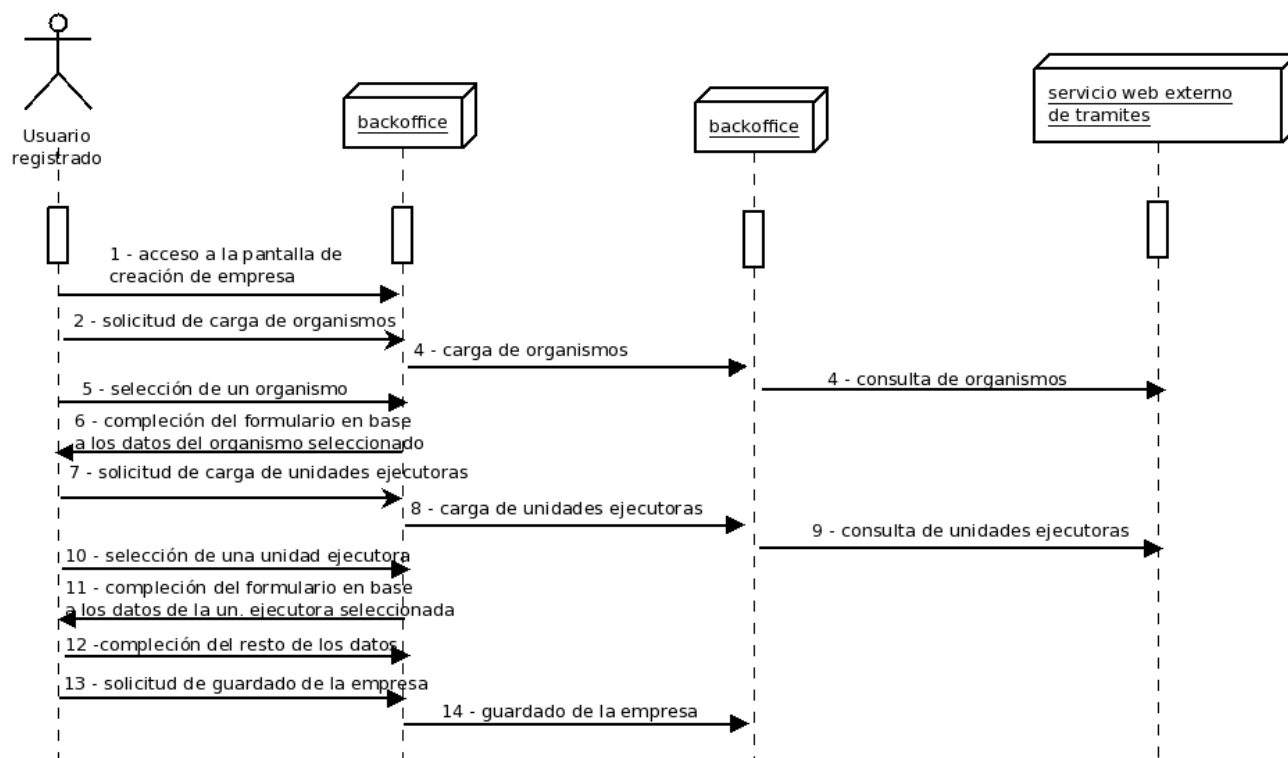 Usuario
registrado
backoffice
backoffice
servicio web externo
de tramites
1 - acceso a la pantalla de
creación de empresa
2 - solicitud de carga de organismos
4 - carga de organismos
4 - consulta de organismos
5 - selección de un organismo
6 - compleción del formulario en base
a los datos del organismo seleccionado
7 - solicitud de carga de unidades ejecutoras
8 - carga de unidades ejecutoras
9 - consulta de unidades ejecutoras
10 - selección de una unidad ejecutora
11 - compleción del formulario en base
a los datos de la un. ejecutora seleccionada
12 -compleción del resto de los datos
13 - solicitud de guardado de la empresa
14 - guardado de la empresa